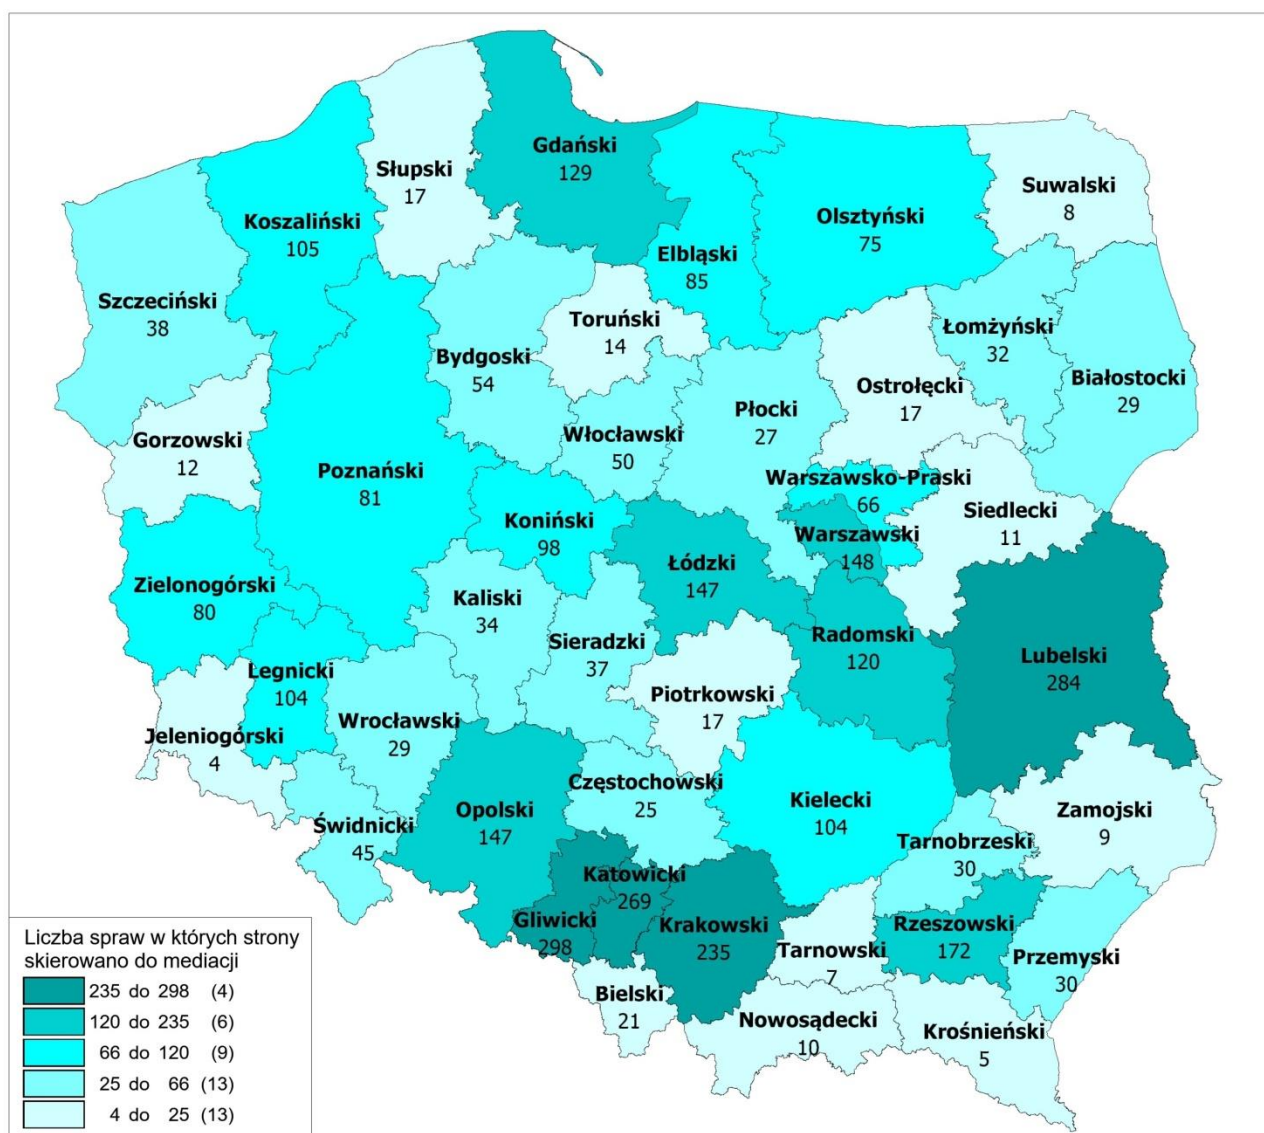 Gdański
129
Słupski
17
Suwalski
8
Koszaliński
105
Olsztyński
75
Elbląski
85
Szczeciński
38
Toruński
14
Łomżyński
32
Bydgoski
54
Ostrołęcki
17
Białostocki
29
Płocki
27
Gorzowski
12
Włocławski
50
Poznański
81
Warszawsko-Praski
66
Siedlecki
11
Koniński
98
Warszawski
148
Łódzki
147
Zielonogórski
80
Kaliski
34
Sieradzki
37
Radomski
120
Lubelski
284
Legnicki
104
Piotrkowski
17
Wrocławski
29
Jeleniogórski
4
Częstochowski
25
Kielecki
104
Opolski
147
Zamojski
9
Świdnicki
45
Tarnobrzeski
30
Katowicki
269
Gliwicki
298
Krakowski
235
Rzeszowski
172
Tarnowski
7
Przemyski
30
Bielski
21
Nowosądecki
10
Krośnieński
5
Liczba spraw w których strony
skierowano do mediacji
235 do 298 (4)
120 do 235 (6)
66 do 120 (9)
25 do 66 (13)
4 do 25 (13)